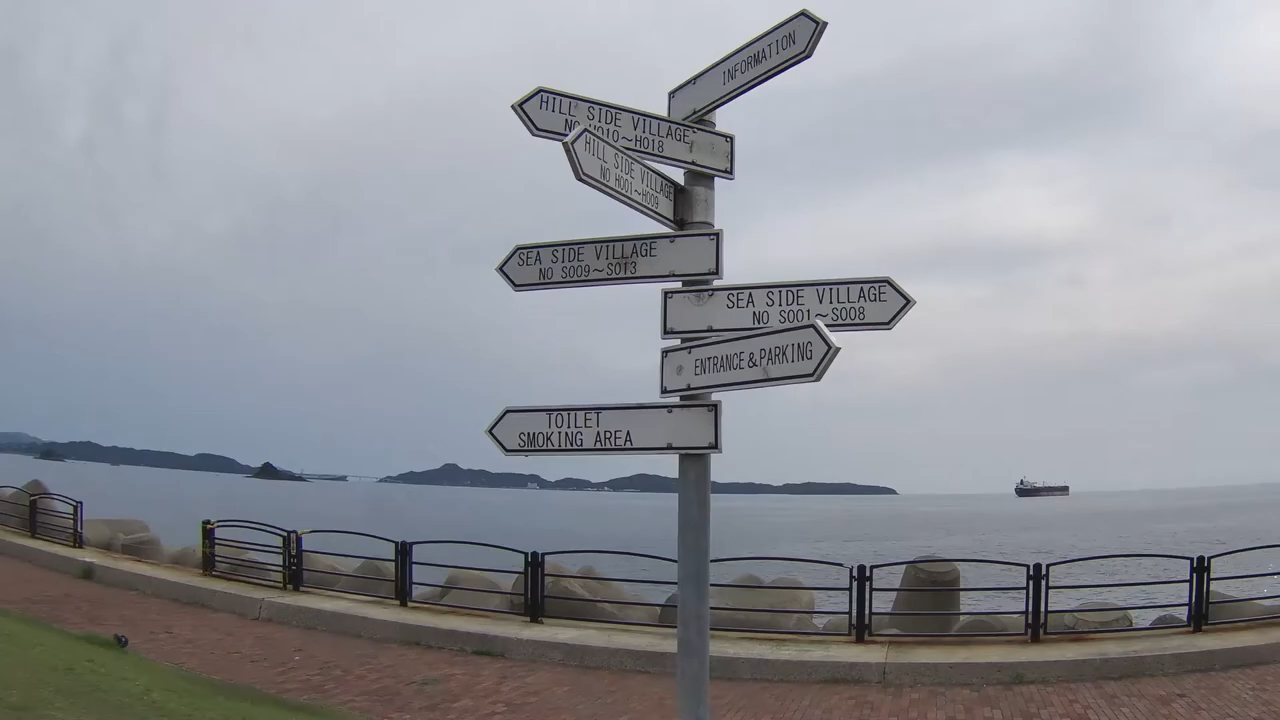 INFORMATION
HILL SIDE VILLAGE
NO H010~H018
HILL SIDE VILLAGE
NO H001~H009
SEA SIDE VILLAGE
NO S009~S013
SEA SIDE VILLAGE
NO S001~S008
ENTRANCE&PARKING
TOILET
SMOKING AREA